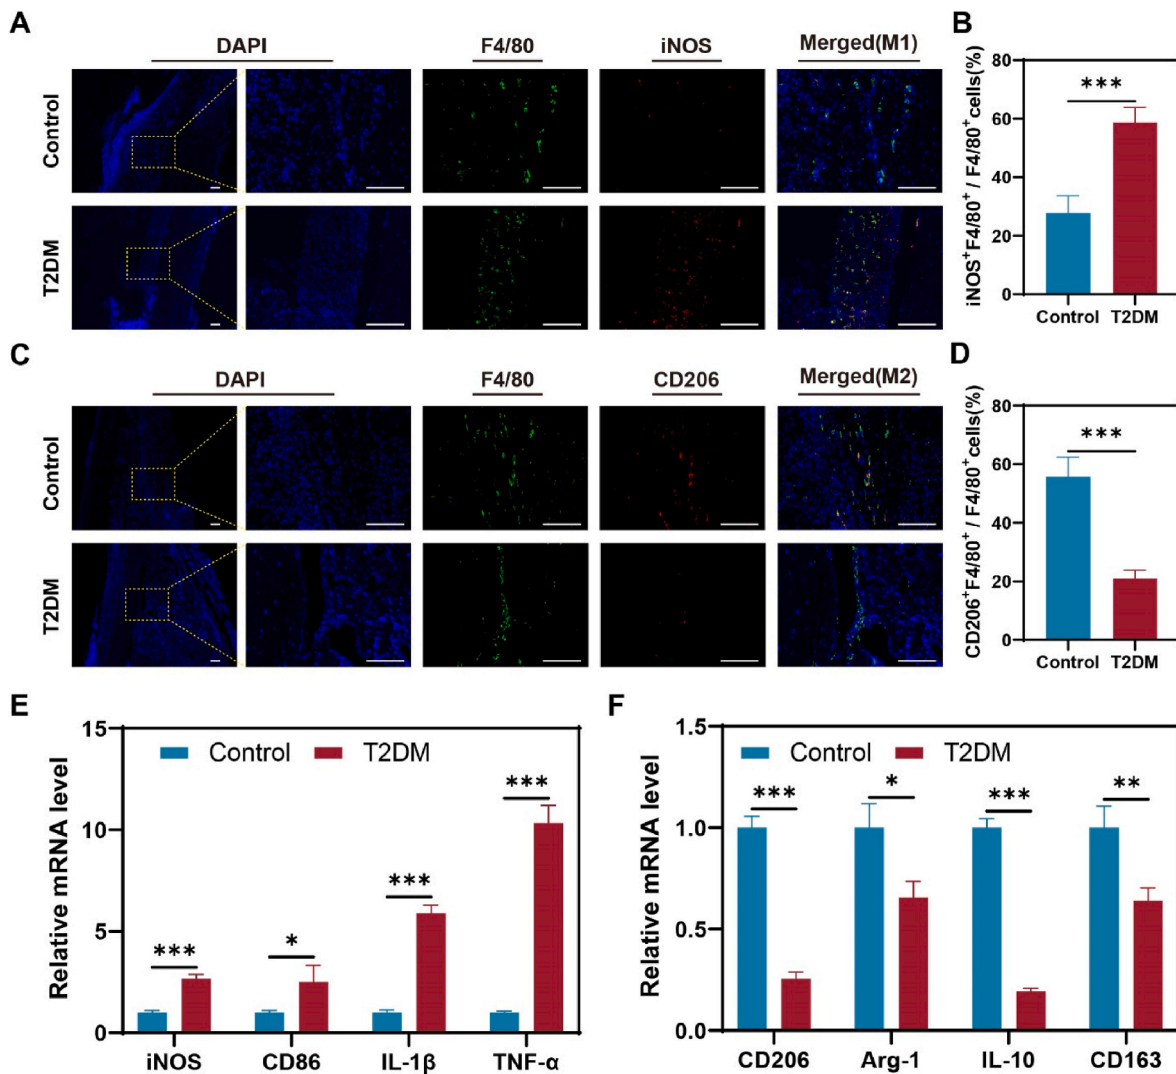 A
DAPI
F4/80
iNOS
Merged(M1)
Control
T2DM
B
iNOS⁺F4/80⁺ / F4/80⁺cells(%)
80
60
40
20
0
***
Control T2DM
C
DAPI
F4/80
CD206
Merged(M2)
Control
T2DM
D
CD206⁺F4/80⁺ / F4/80⁺cells(%)
80
60
40
20
0
***
Control T2DM
E
Relative mRNA level
15
10
5
0
Control T2DM
***
*
***
***
iNOS CD86 IL-1β TNF-α
F
Relative mRNA level
1.5
1.0
0.5
0.0
Control T2DM
***
*
***
**
CD206 Arg-1 IL-10 CD163